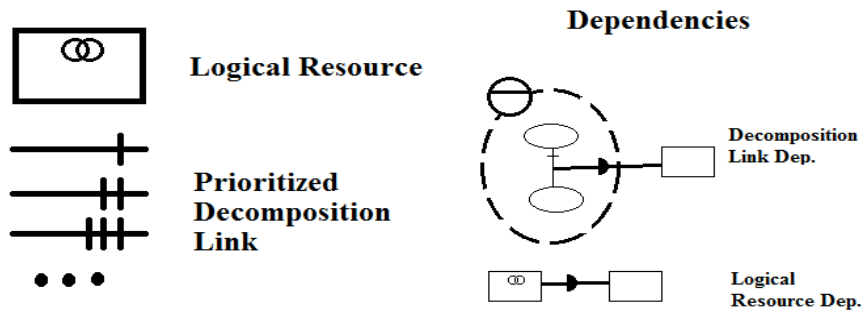 Dependencies
Logical Resource
Prioritized
Decomposition
Link
Decomposition
Link Dep.
Logical
Resource Dep.